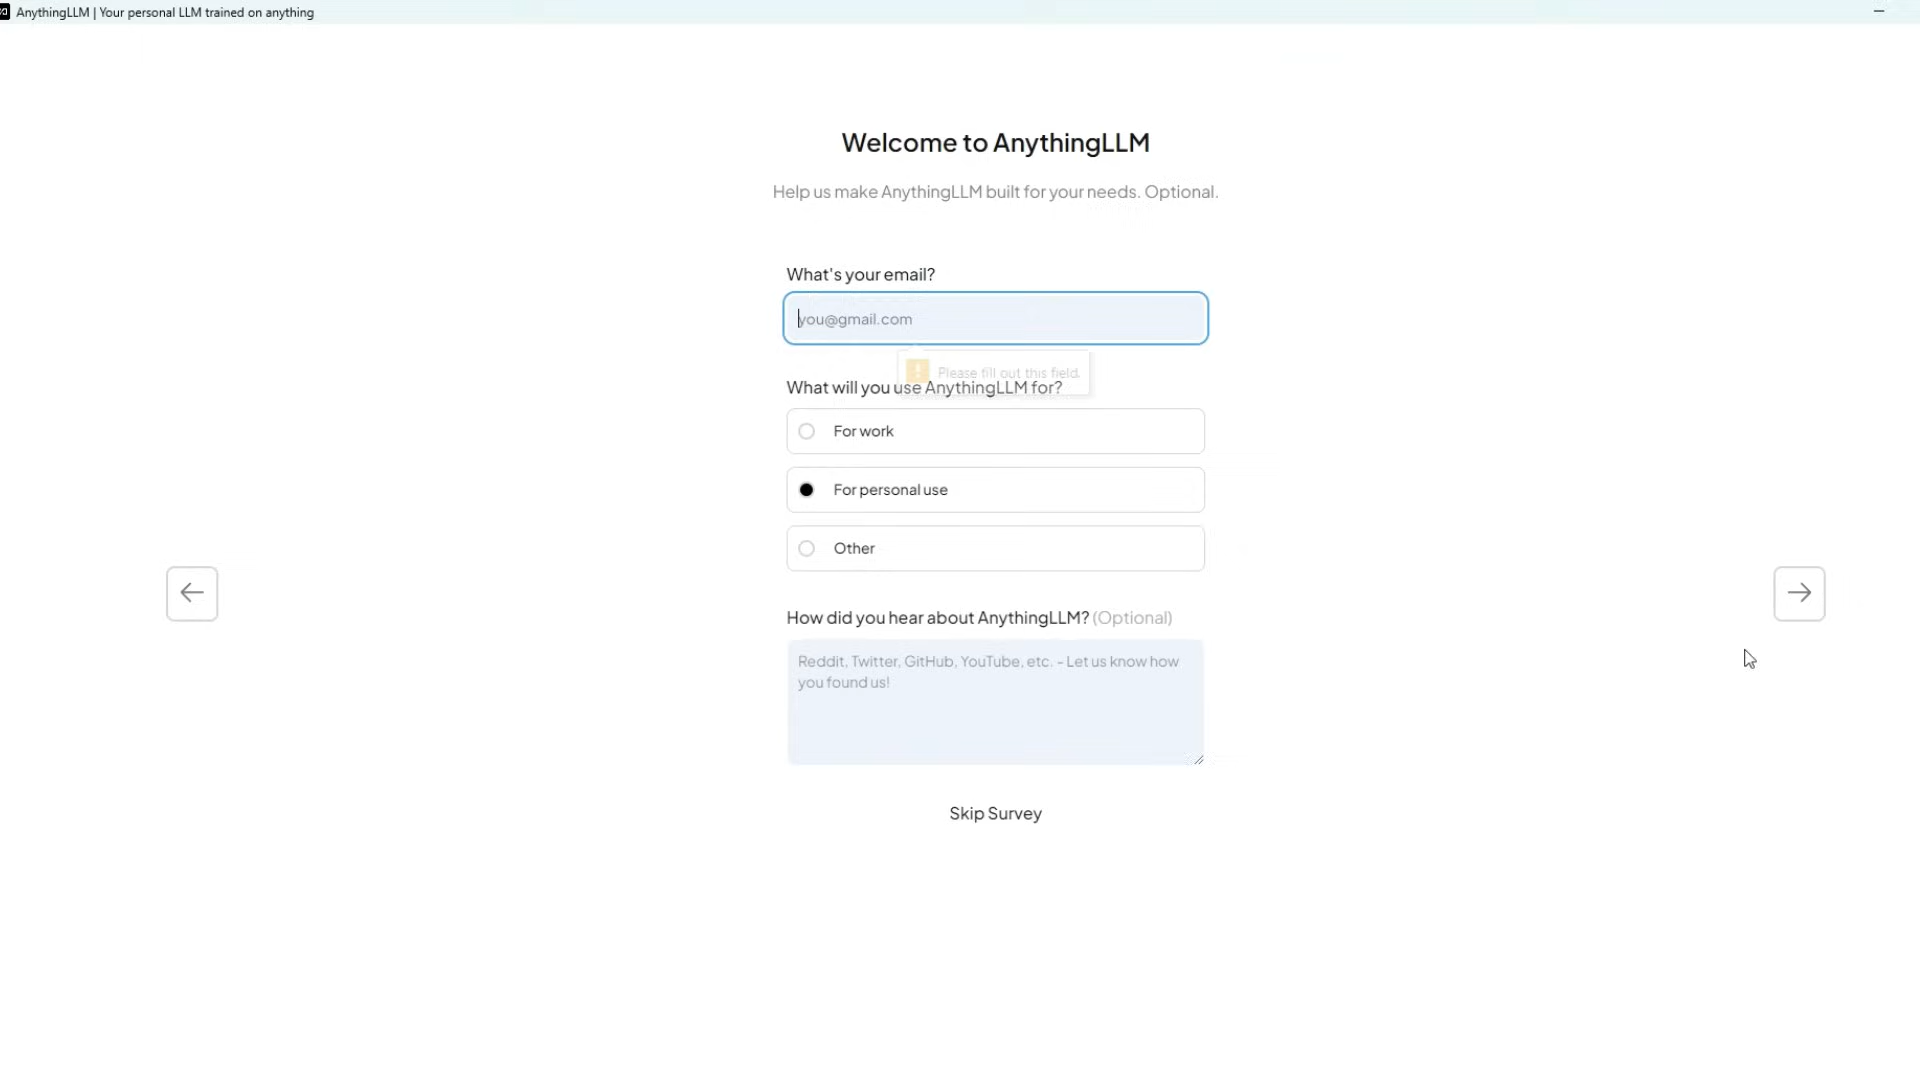 AnythingLLM | Your personal LLM trained on anything
Welcome to AnythingLLM
Help us make AnythingLLM built for your needs. Optional.
What's your email?
you@gmail.com
Please fill out this field.
What will you use AnythingLLM for?
For work
For personal use
Other
How did you hear about AnythingLLM? (Optional)
Reddit, Twitter, GitHub, YouTube, etc. - Let us know how
you found us!
Skip Survey